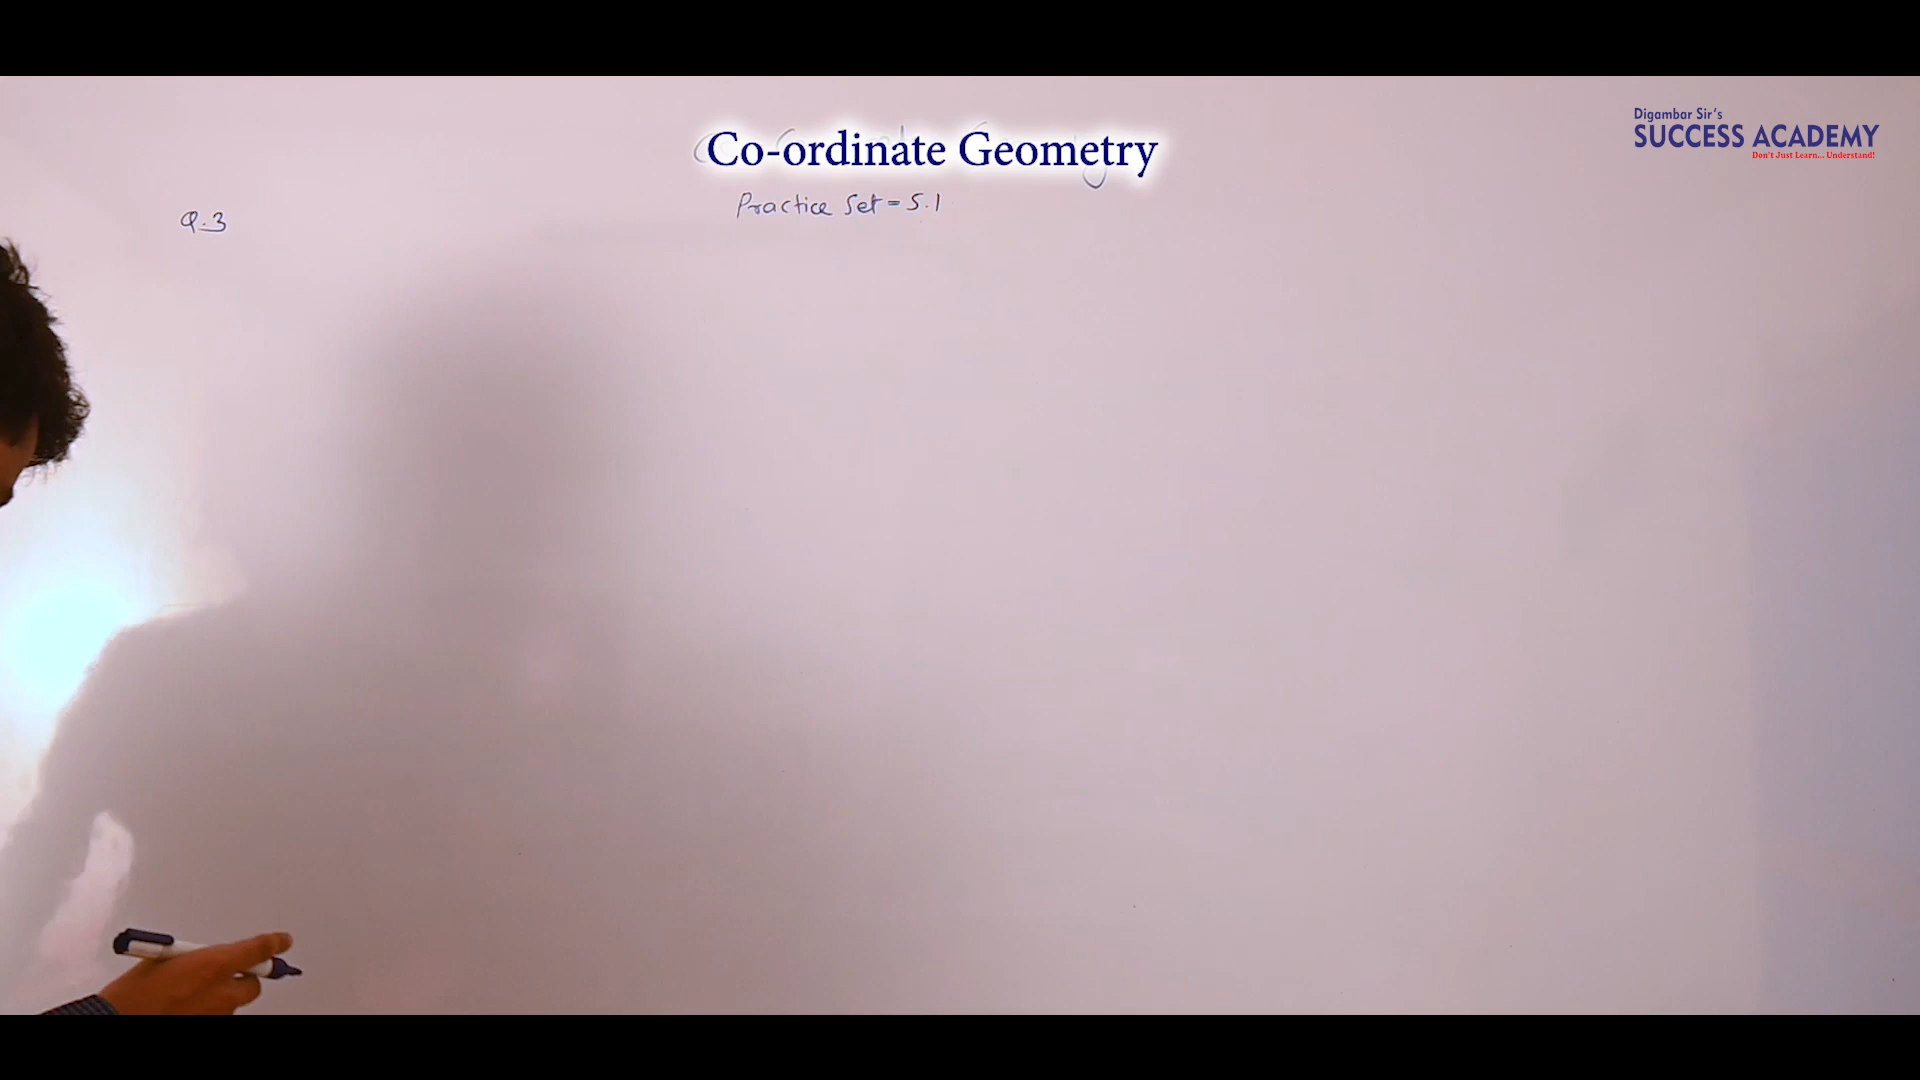 Digambar Sir's
SUCCESS ACADEMY
Don't Just Learn... Understand!
Co-ordinate Geometry
Practice Set = 5.1
Q.3